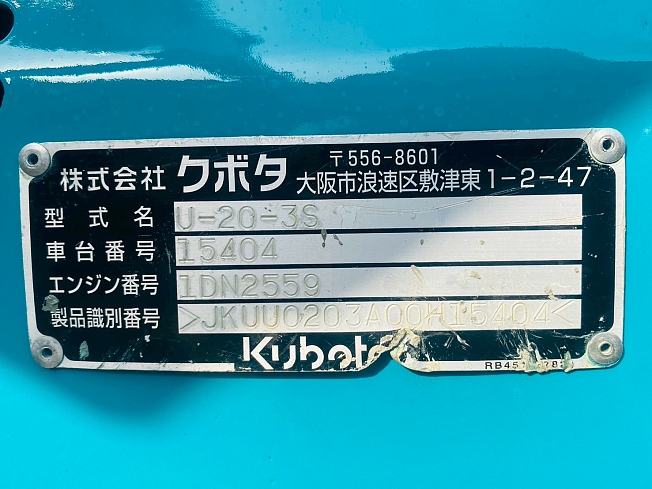 株式会社 クボタ 〒556-8601
大阪市浪速区敷津東1-2-47
型式名 U-20-3S
車台番号 15404
エンジン番号 1DN2559
製品識別番号 >JKUU0203A00H15404<
Kubota